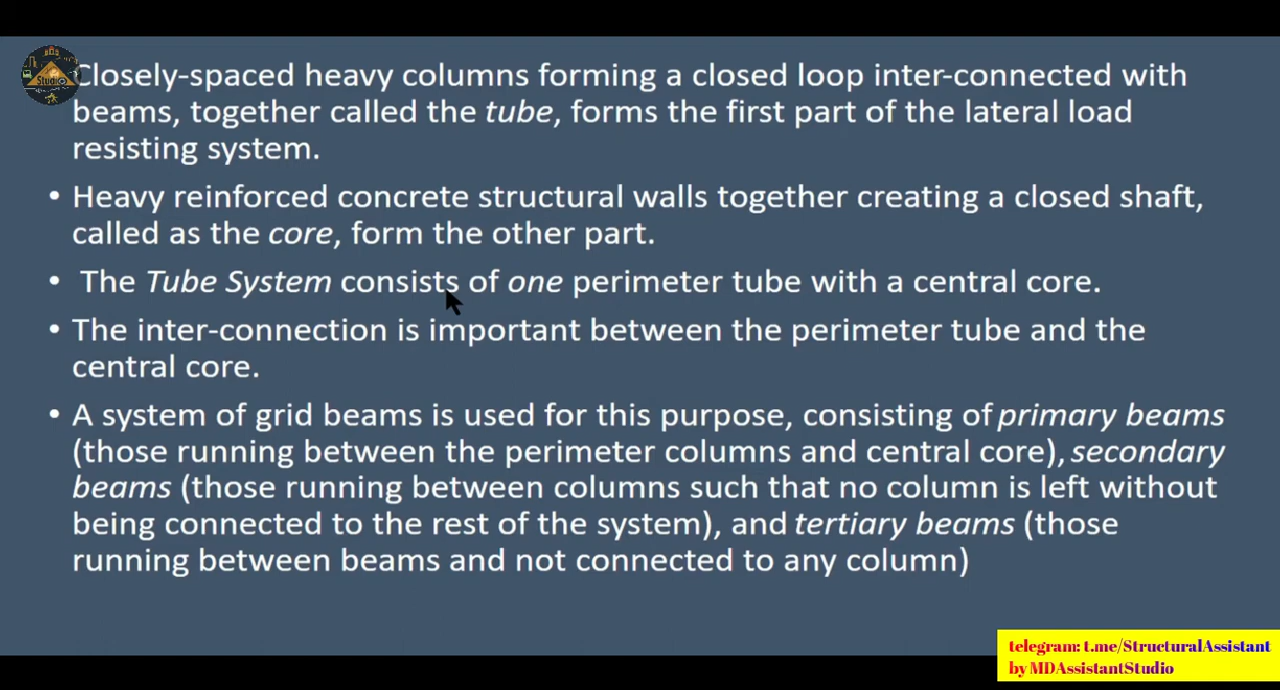 Studio
Closely-spaced heavy columns forming a closed loop inter-connected with
beams, together called the tube, forms the first part of the lateral load
resisting system.
• Heavy reinforced concrete structural walls together creating a closed shaft,
called as the core, form the other part.
• The Tube System consists of one perimeter tube with a central core.
• The inter-connection is important between the perimeter tube and the
central core.
• A system of grid beams is used for this purpose, consisting of primary beams
(those running between the perimeter columns and central core), secondary
beams (those running between columns such that no column is left without
being connected to the rest of the system), and tertiary beams (those
running between beams and not connected to any column)
telegram: t.me/StructuralAssistant
by MDAssistantStudio